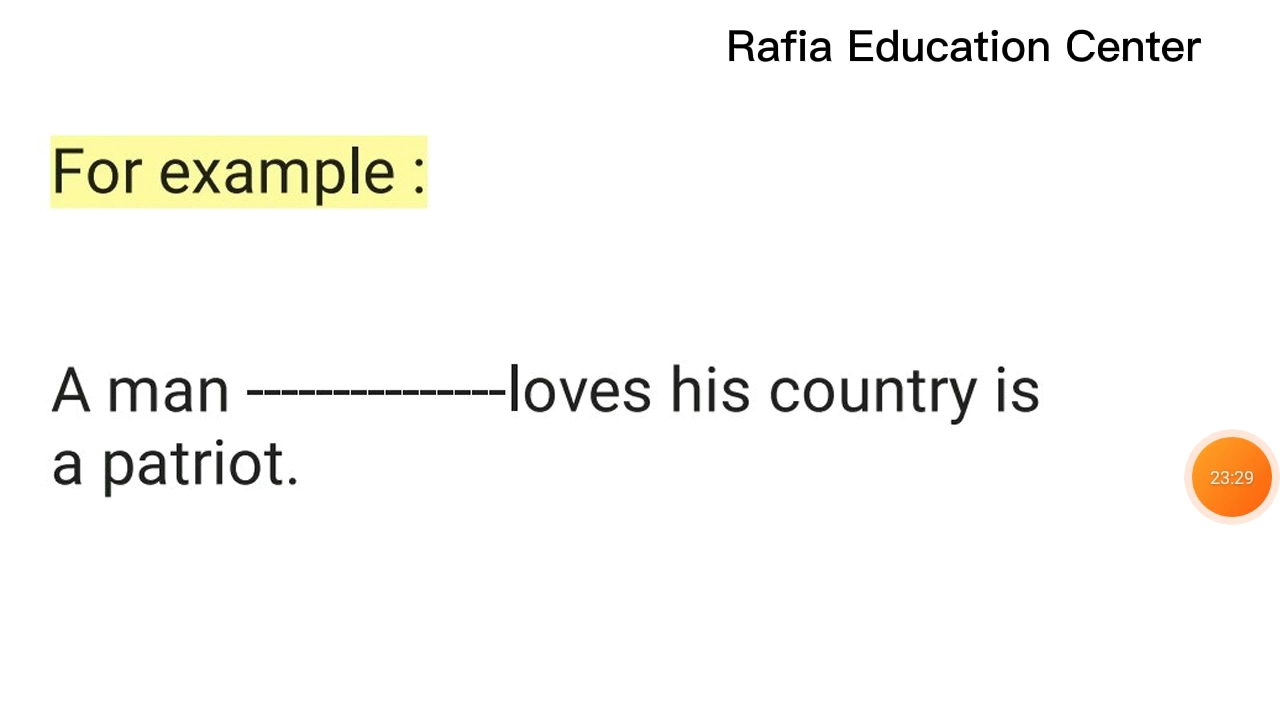 Rafia Education Center
For example :
A man ---------------loves his country is
a patriot.
23:29